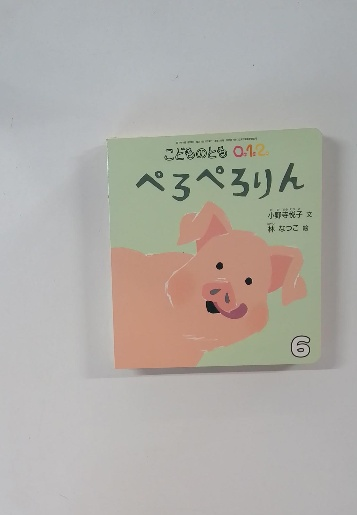 こどものとも 0.1.2.
ぺろぺろりん
小野寺悦子 文
林 なつこ 絵
6